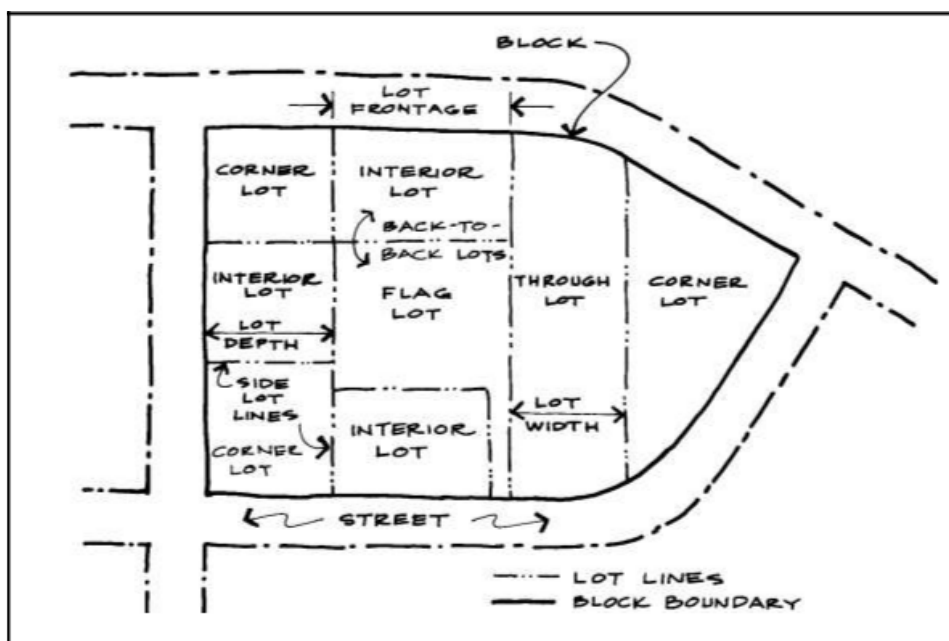 BLOCK
LOT
FRONTAGE
CORNER
LOT
INTERIOR
LOT
BACK-TO-
BACK LOTS
INTERIOR
LOT
FLAG
LOT
THROUGH
LOT
CORNER
LOT
LOT
DEPTH
SIDE
LOT
LINES
CORNER
LOT
INTERIOR
LOT
LOT
WIDTH
STREET
LOT LINES
BLOCK BOUNDARY